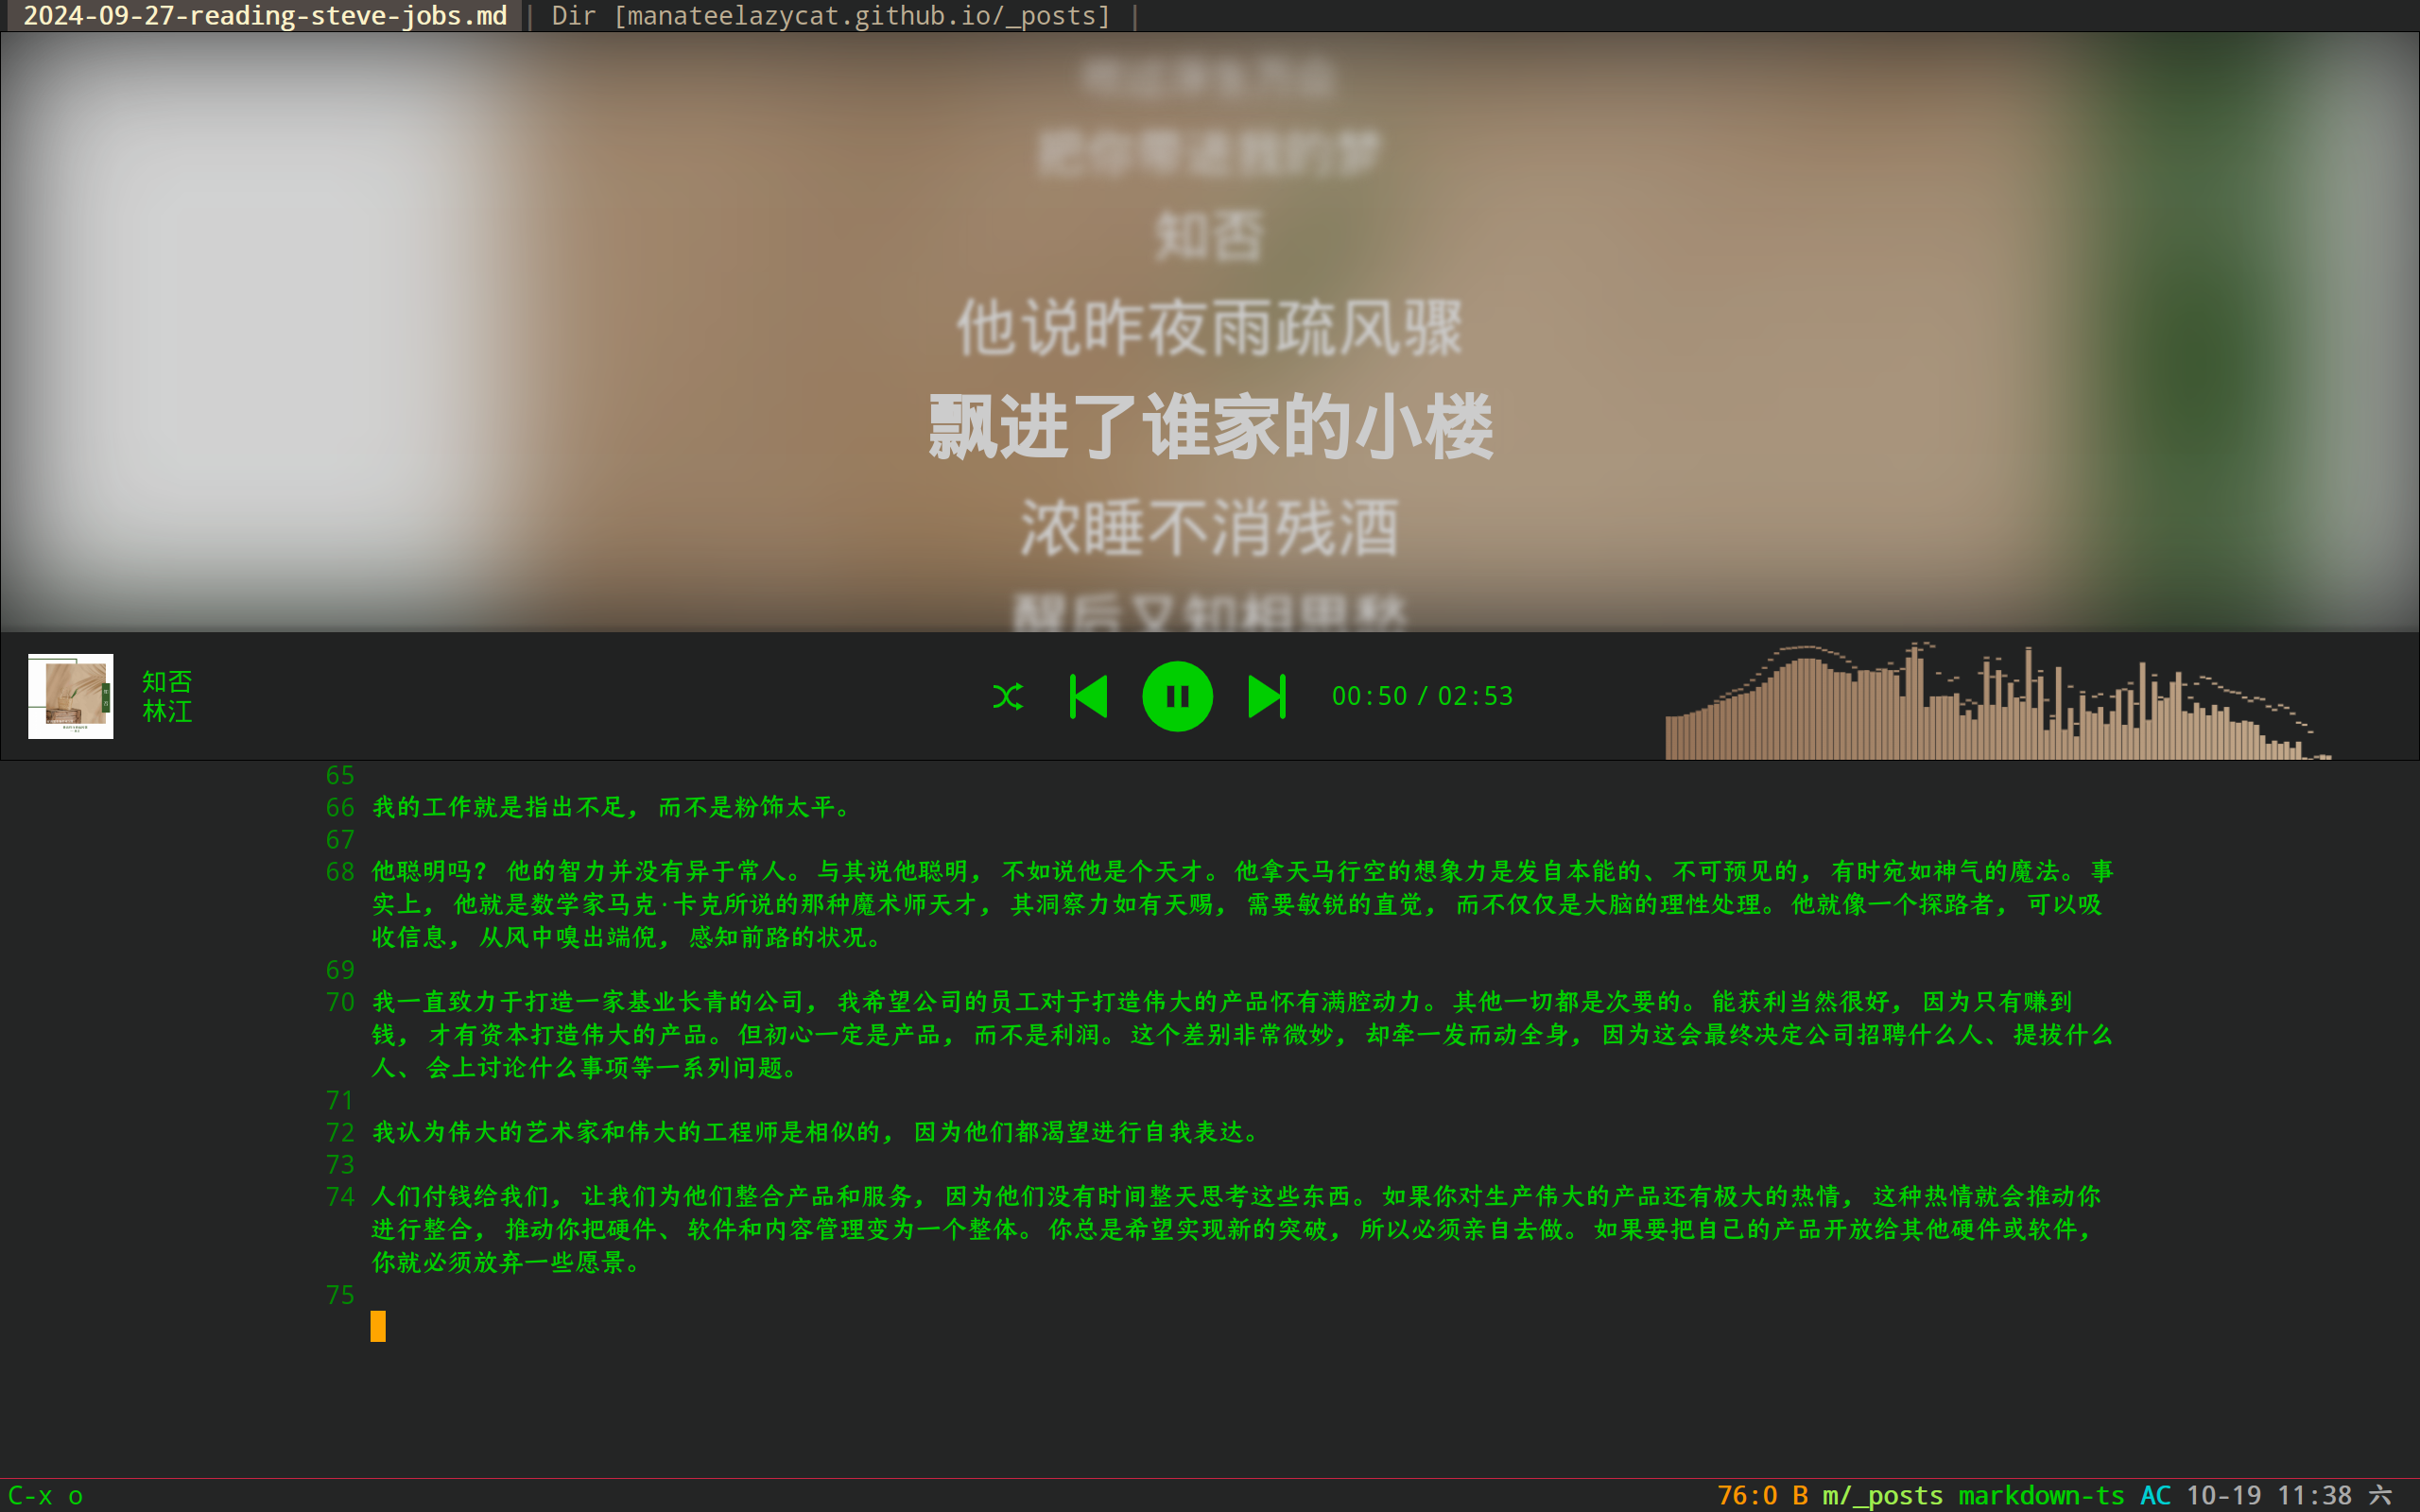 2024-09-27-reading-steve-jobs.md | Dir [manateelazycat.github.io/_posts] |
把你带进我的梦
知否
他说昨夜雨疏风骤
飘进了谁家的小楼
浓睡不消残酒
醒后又知相思愁
知否
林江
00:50 / 02:53
65
66 我的工作就是指出不足, 而不是粉饰太平。
67
68 他聪明吗? 他的智力并没有异于常人。与其说他聪明, 不如说他是个天才。他拿天马行空的想象力是发自本能的、不可预见的, 有时宛如神气的魔法。事
实上, 他就是数学家马克·卡克所说的那种魔术师天才, 其洞察力如有天赐, 需要敏锐的直觉, 而不仅仅是大脑的理性处理。他就像一个探路者, 可以吸
收信息, 从风中嗅出端倪, 感知前路的状况。
69
70 我一直致力于打造一家基业长青的公司, 我希望公司的员工对于打造伟大的产品怀有满腔动力。其他一切都是次要的。能获利当然很好, 因为只有赚到
钱, 才有资本打造伟大的产品。但初心一定是产品, 而不是利润。这个差别非常微妙, 却牵一发而动全身, 因为这会最终决定公司招聘什么人、提拔什么
人、会上讨论什么事项等一系列问题。
71
72 我认为伟大的艺术家和伟大的工程师是相似的, 因为他们都渴望进行自我表达。
73
74 人们付钱给我们, 让我们为他们整合产品和服务, 因为他们没有时间整天思考这些东西。如果你对生产伟大的产品还有极大的热情, 这种热情就会推动你
进行整合, 推动你把硬件、软件和内容管理变为一个整体。你总是希望实现新的突破, 所以必须亲自去做。如果要把自己的产品开放给其他硬件或软件,
你就必须放弃一些愿景。
75
C-x o
76:0 B m/_posts markdown-ts AC 10-19 11:38 六